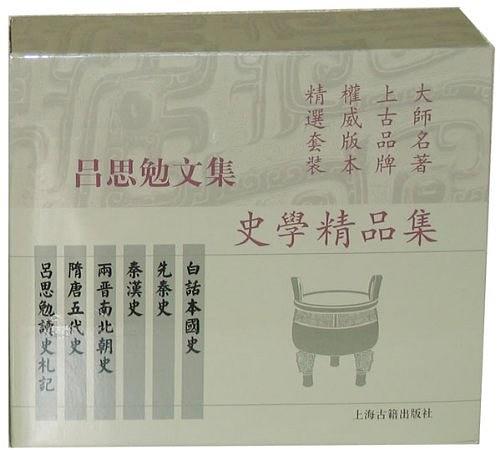 大師名著
上古品牌
權威版本
精選套裝
吕思勉文集
史學精品集
白話本國史
先秦史
秦漢史
兩晉南北朝史
隋唐五代史
吕思勉讀史札記
上海古籍出版社